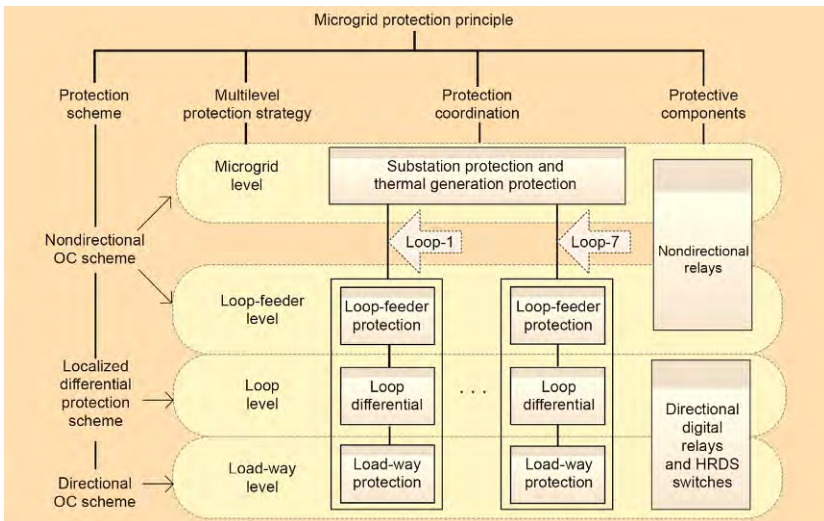 Microgrid protection principle
Protection
scheme
Multilevel
protection strategy
Protection
coordination
Protective
components
Microgrid
level
Substation protection and
thermal generation protection
Loop-1
Loop-7
Nondirectional
OC scheme
Nondirectional
relays
Loop-feeder
level
Loop-feeder
protection
Loop-feeder
protection
Localized
differential
protection
scheme
Loop
level
Loop
differential
. . .
Loop
differential
Directional
digital
relays
and HRDS
switches
Directional
OC scheme
Load-way
level
Load-way
protection
Load-way
protection